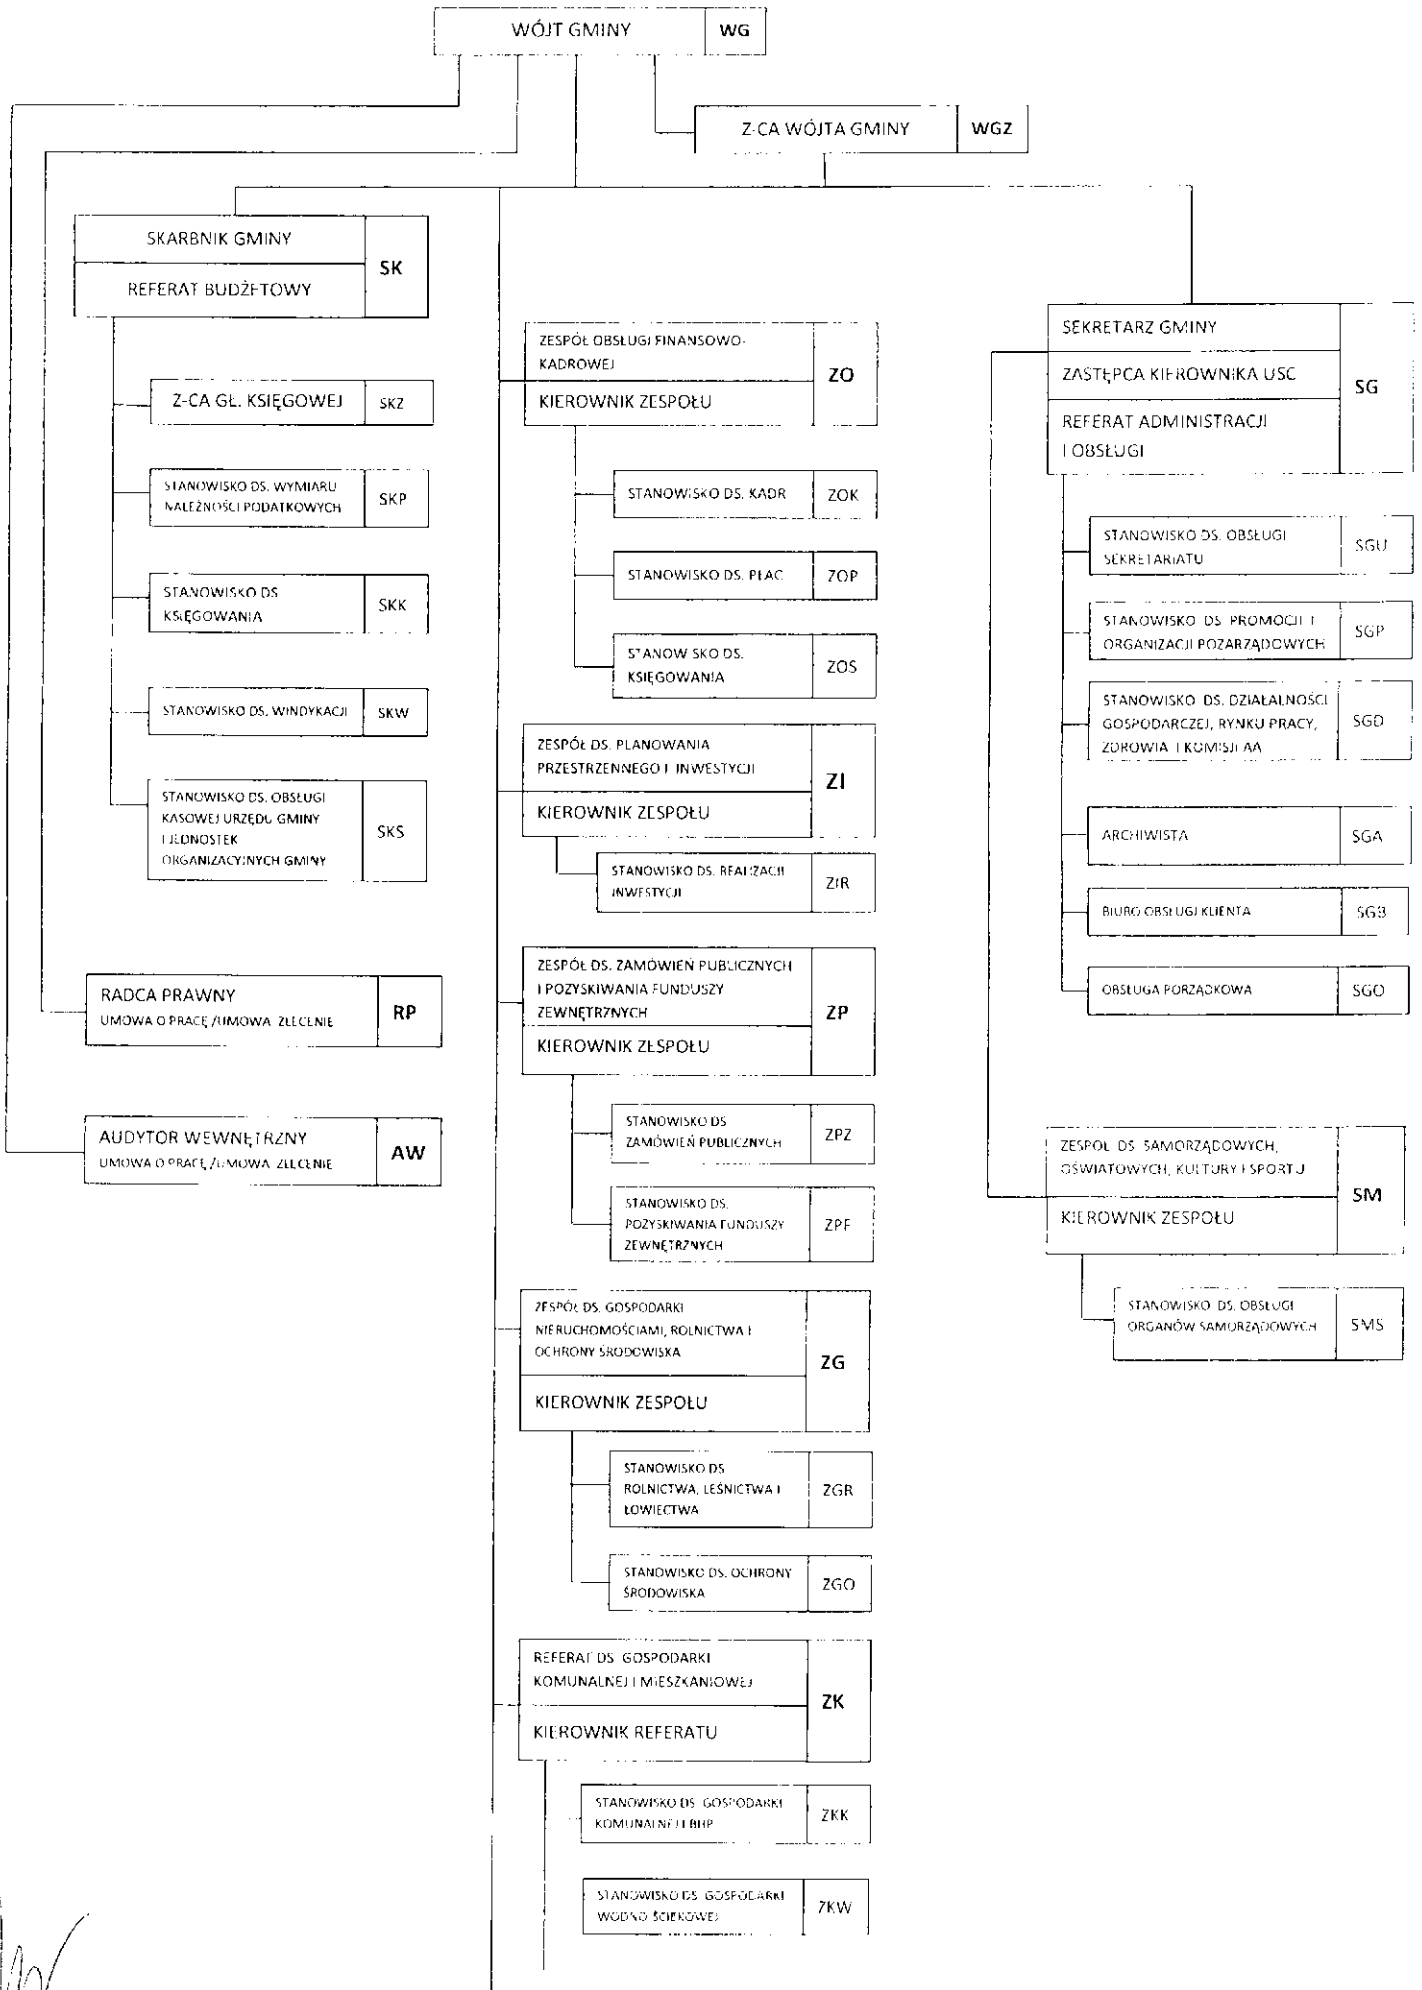 WÓJT GMINY WG
Z-CA WÓJTA GMINY WGZ
SKARBNIK GMINY
SK
REFERAT BUDŻETOWY
Z-CA GŁ. KSIĘGOWEJ SKZ
STANOWISKO DS. WYMIARU
NALEŻNOŚCI PODATKOWYCH
SKP
STANOWISKO DS
KSIĘGOWANIA
SKK
STANOWISKO DS. WINDYKACJI SKW
STANOWISKO DS. OBSŁUGI
KASOWEJ URZĘDU GMINY
I JEDNOSTEK
ORGANIZACYJNYCH GMINY
SKS
RADCA PRAWNY
UMOWA O PRACĘ /UMOWA ZLECENIE
RP
AUDYTOR WEWNĘTRZNY
UMOWA O PRACĘ /UMOWA ZLECENIE
AW
ZESPÓŁ OBSŁUGI FINANSOWO-
KADROWEJ
ZO
KIEROWNIK ZESPOŁU
STANOWISKO DS. KADR ZOK
STANOWISKO DS. PŁAC ZOP
STANOWISKO DS.
KSIĘGOWANIA
ZOS
ZESPÓŁ DS. PLANOWANIA
PRZESTRZENNEGO I INWESTYCJI
ZI
KIEROWNIK ZESPOŁU
STANOWISKO DS. REALIZACJI
INWESTYCJI
ZIR
ZESPÓŁ DS. ZAMÓWIEŃ PUBLICZNYCH
I POZYSKIWANIA FUNDUSZY
ZEWNĘTRZNYCH
ZP
KIEROWNIK ZESPOŁU
STANOWISKO DS
ZAMÓWIEŃ PUBLICZNYCH
ZPZ
STANOWISKO DS.
POZYSKIWANIA FUNDUSZY
ZEWNĘTRZNYCH
ZPF
ZESPÓŁ DS. GOSPODARKI
NIERUCHOMOŚCIAMI, ROLNICTWA I
OCHRONY ŚRODOWISKA
ZG
KIEROWNIK ZESPOŁU
STANOWISKO DS
ROLNICTWA, LEŚNICTWA I
ŁOWIECTWA
ZGR
STANOWISKO DS. OCHRONY
ŚRODOWISKA
ZGO
REFERAT DS. GOSPODARKI
KOMUNALNEJ I MIESZKANIOWEJ
ZK
KIEROWNIK REFERATU
STANOWISKO DS. GOSPODARKI
KOMUNALNEJ I BHP
ZKK
STANOWISKO DS. GOSPODARKI
WODNO ŚCIEKOWEJ
ZKW
SEKRETARZ GMINY
ZASTĘPCA KIEROWNIKA USC
SG
REFERAT ADMINISTRACJI
I OBSŁUGI
STANOWISKO DS. OBSŁUGI
SEKRETARIATU
SGU
STANOWISKO DS. PROMOCJI I
ORGANIZACJI POZARZĄDOWYCH
SGP
STANOWISKO DS. DZIAŁALNOŚCI
GOSPODARCZEJ, RYNKU PRACY,
ZDROWIA I KOMISJI AA
SGD
ARCHIWISTA SGA
BIURO OBSŁUGI KLIENTA SGB
OBSŁUGA PORZĄDKOWA SGO
ZESPÓŁ DS. SAMORZĄDOWYCH,
OŚWIATOWYCH, KULTURY I SPORTU
SM
KIEROWNIK ZESPOŁU
STANOWISKO DS. OBSŁUGI
ORGANÓW SAMORZĄDOWYCH
SMS